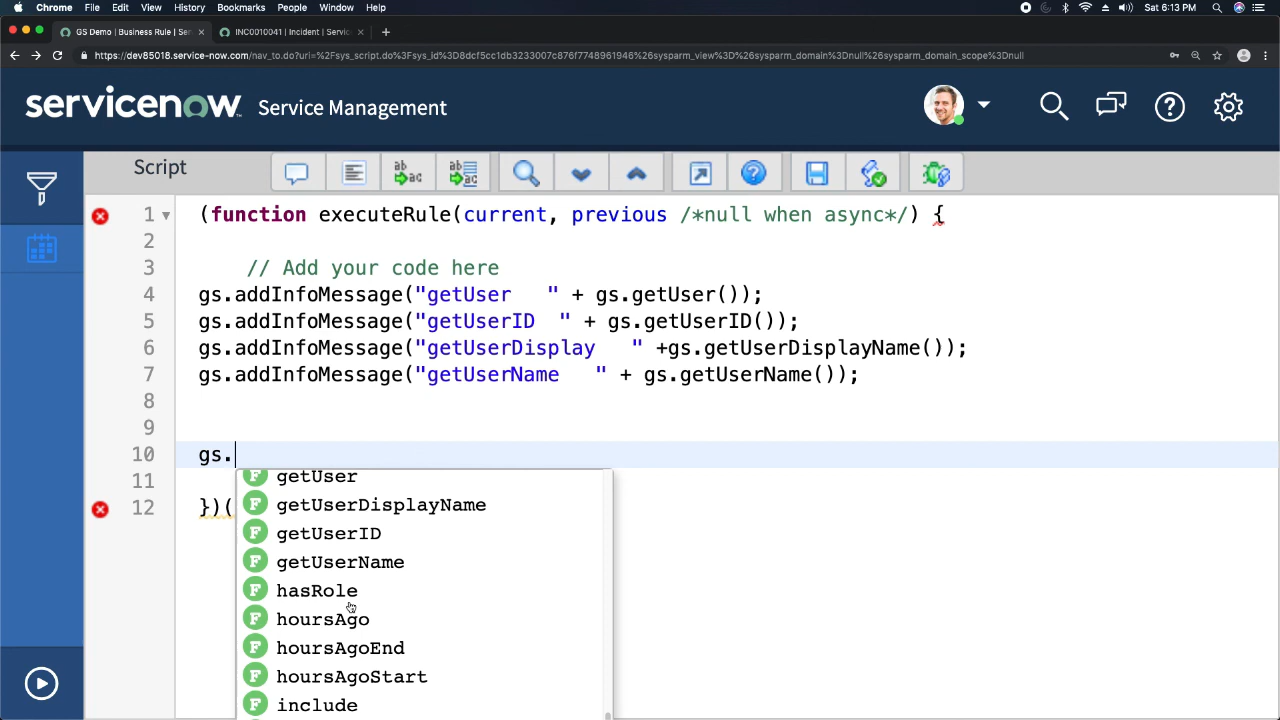 Chrome File Edit View History Bookmarks People Window Help Sat 6:13 PM
GS Demo | Business Rule | Ser INC0010041 | Incident | Servic
https://dev85018.service-now.com/nav_to.do?uri=%2Fsys_script.do%3Fsys_id%3D8dcf5cc1db3233007c876f7748961946%26sysparm_view%3D%26sysparm_domain%3Dnull%26sysparm_domain_scope%3Dnull
servicenow™ Service Management
Script
1 (function executeRule(current, previous /*null when async*/) {
2
3 // Add your code here
4 gs.addInfoMessage("getUser   " + gs.getUser());
5 gs.addInfoMessage("getUserID  " + gs.getUserID());
6 gs.addInfoMessage("getUserDisplay   " +gs.getUserDisplayName());
7 gs.addInfoMessage("getUserName   " + gs.getUserName());
8
9
10 gs.
11
12 })(
F getUser
F getUserDisplayName
F getUserID
F getUserName
F hasRole
F hoursAgo
F hoursAgoEnd
F hoursAgoStart
F include